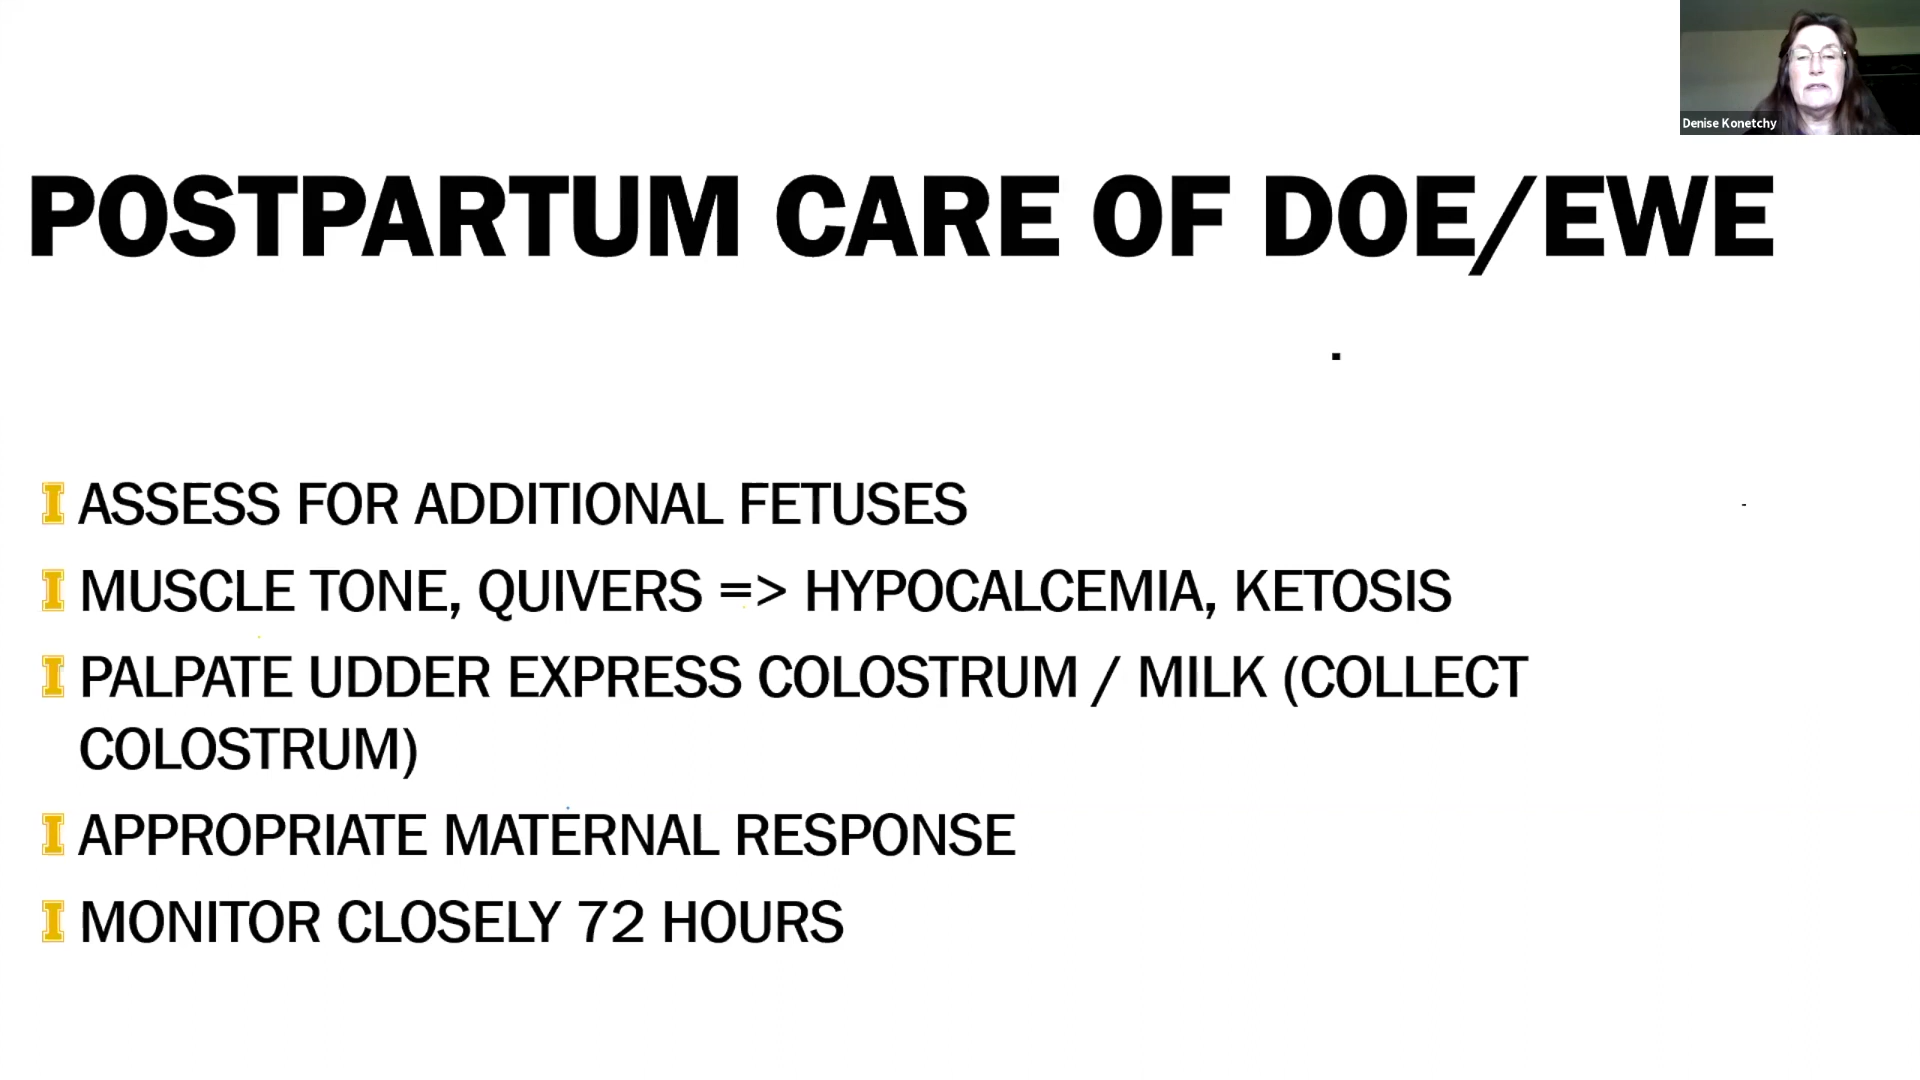 Denise Konetchy
POSTPARTUM CARE OF DOE/EWE
I ASSESS FOR ADDITIONAL FETUSES
I MUSCLE TONE, QUIVERS => HYPOCALCEMIA, KETOSIS
I PALPATE UDDER EXPRESS COLOSTRUM / MILK (COLLECT
COLOSTRUM)
I APPROPRIATE MATERNAL RESPONSE
I MONITOR CLOSELY 72 HOURS